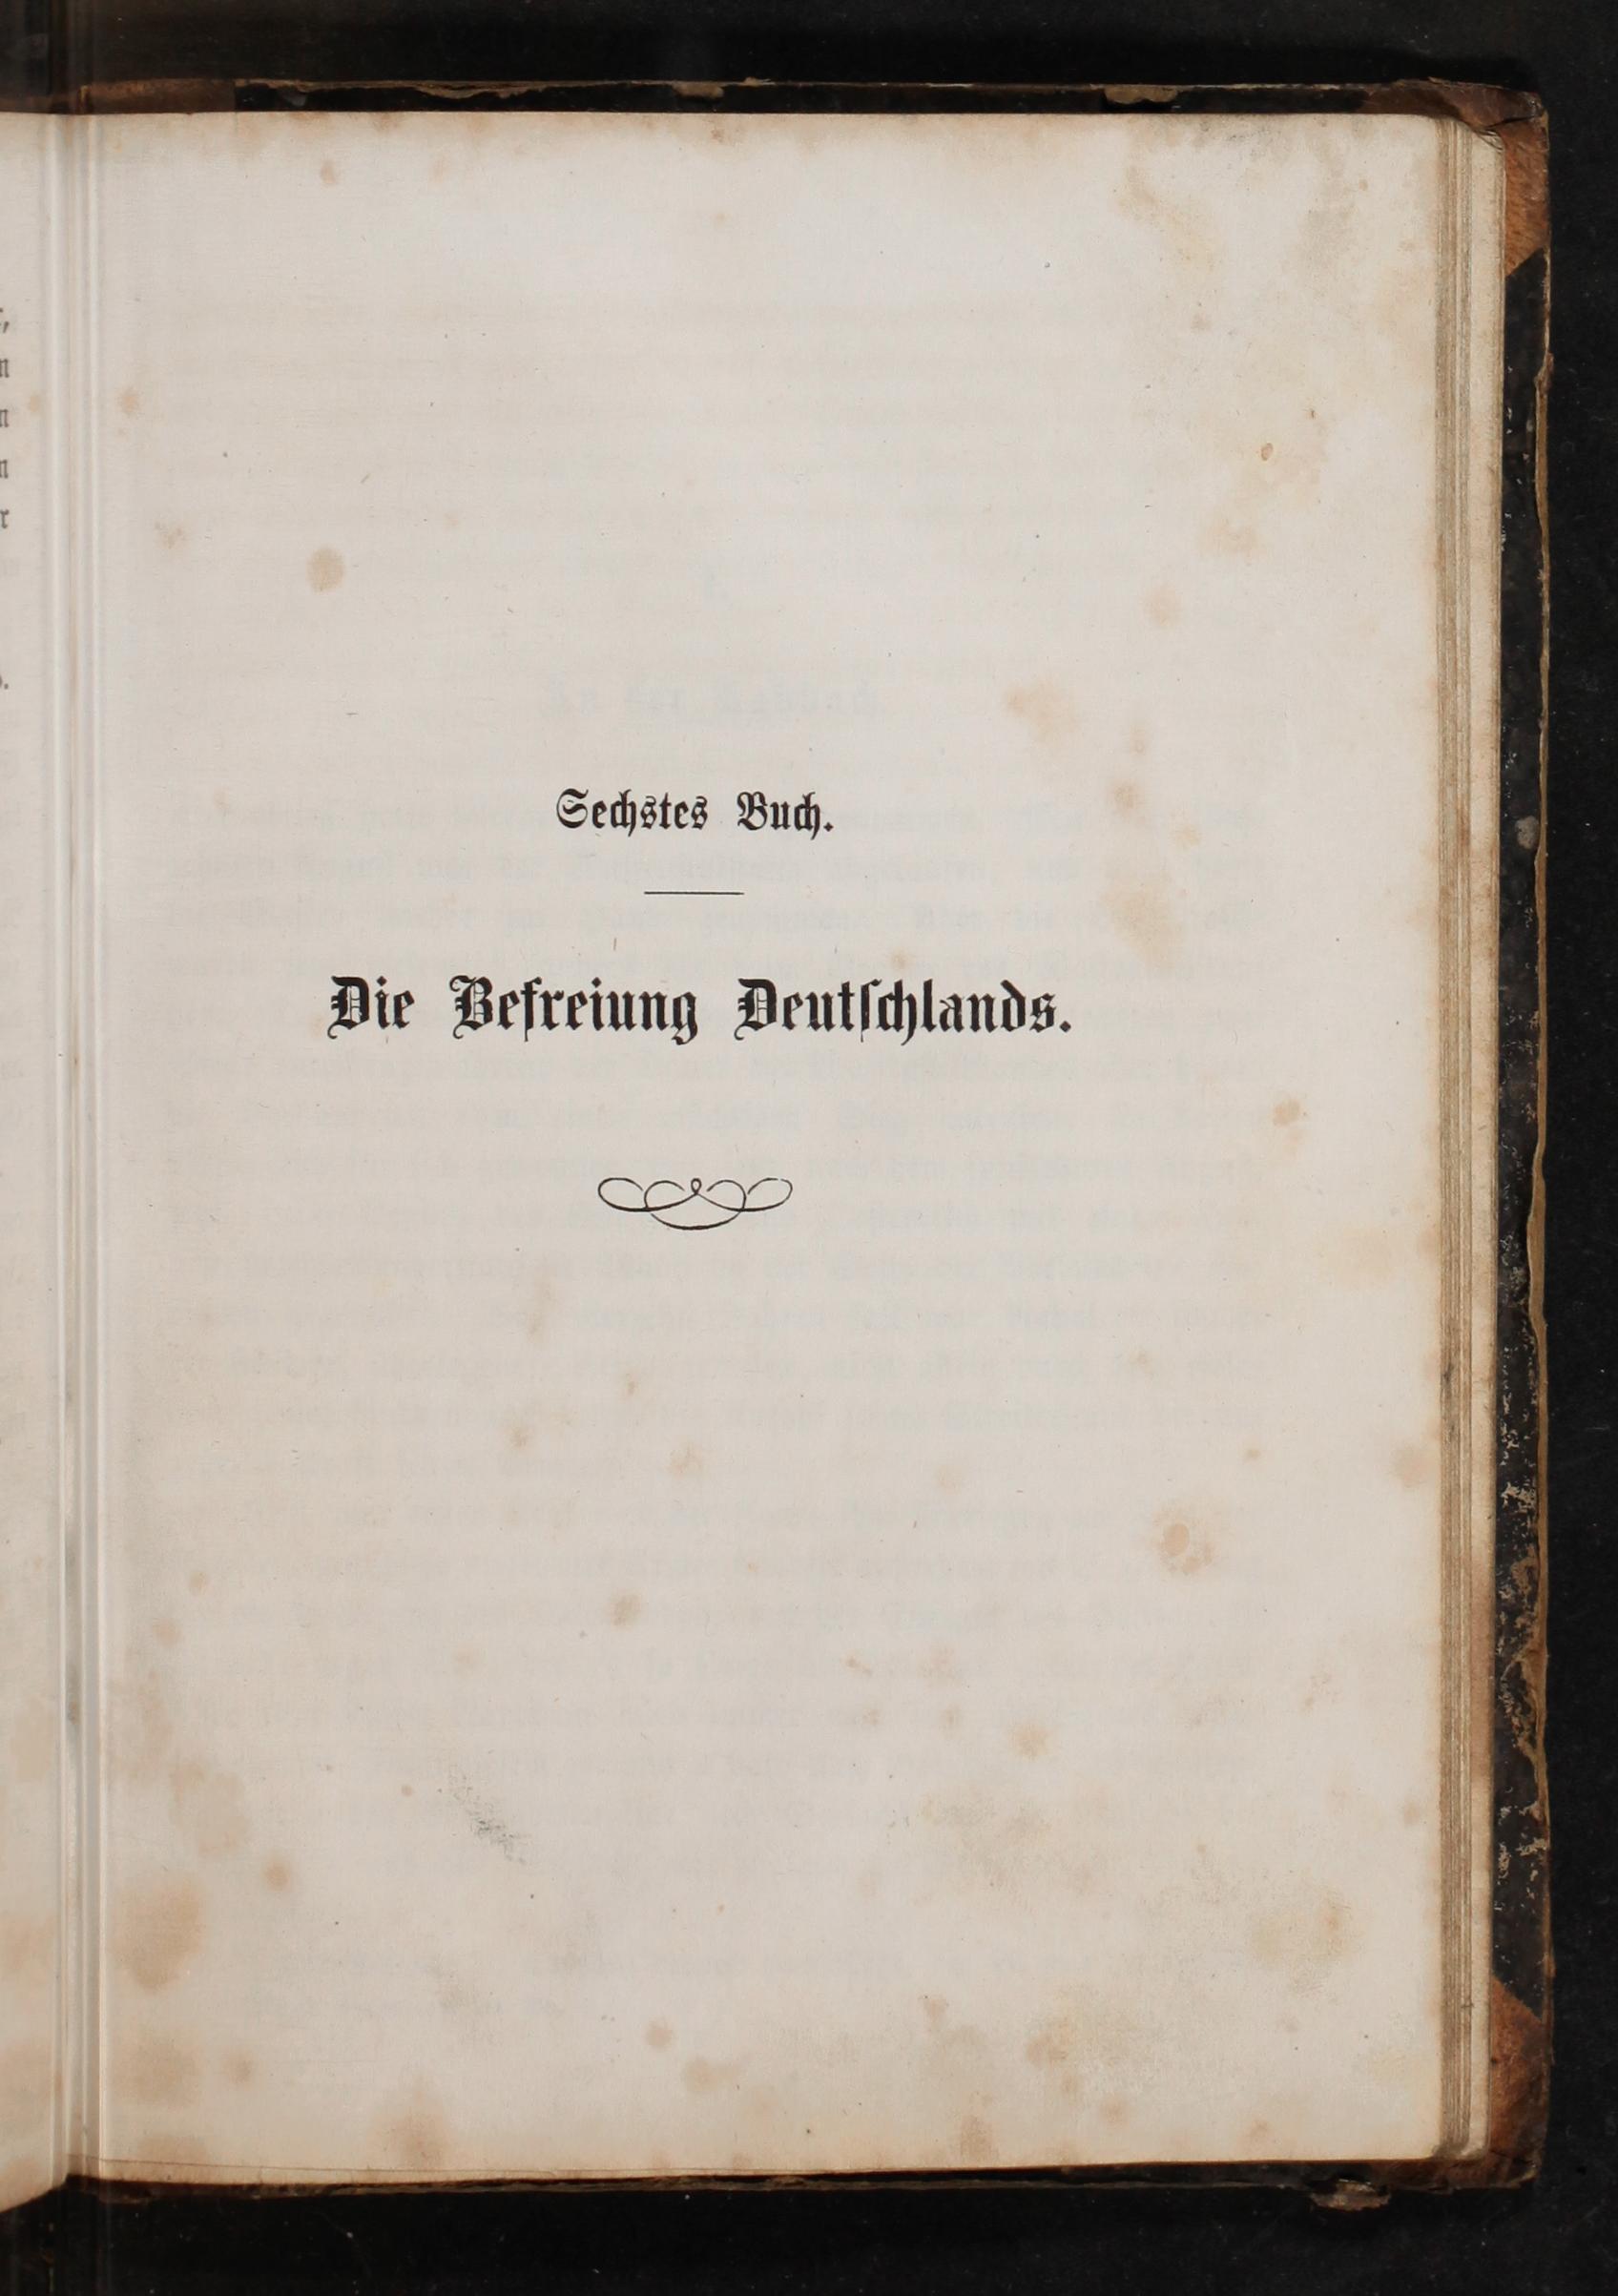 Sechstes Buch.
Die Befreiung Deutſchlands.